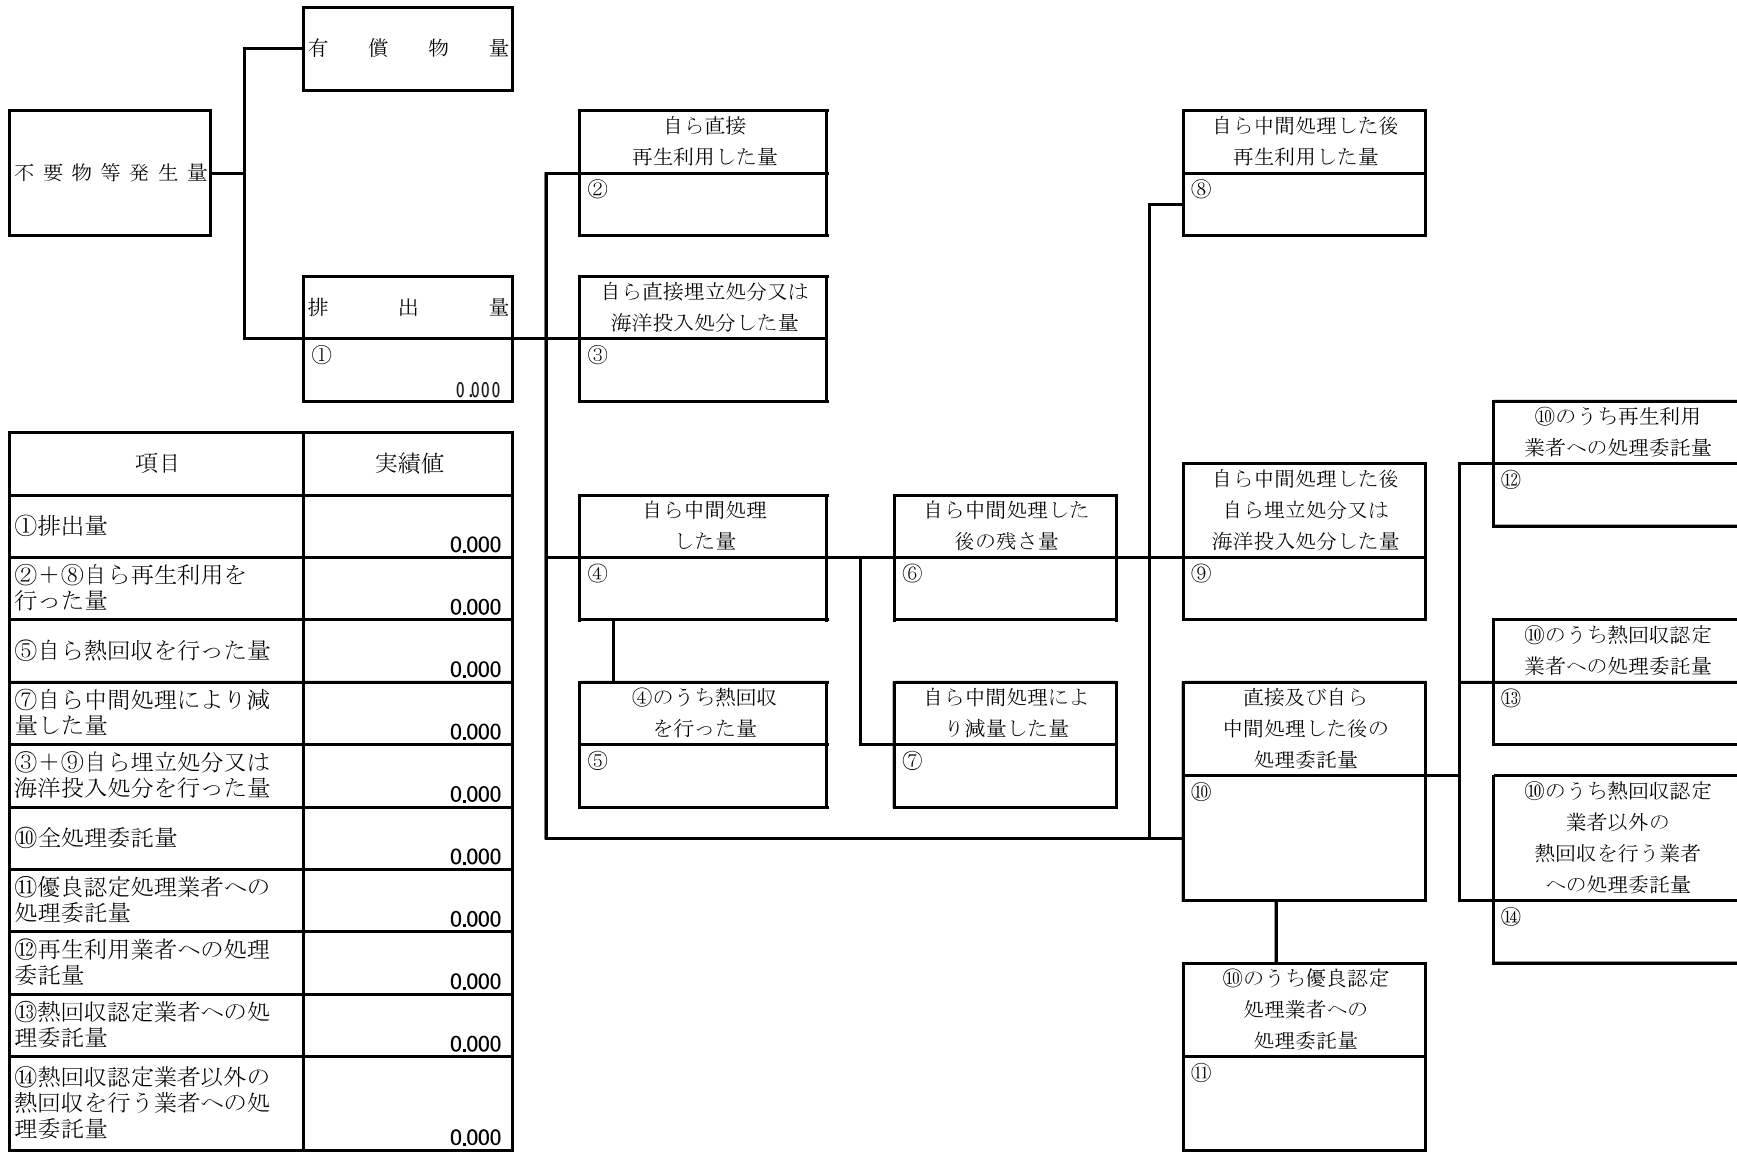 有償物量
不要物等発生量
排出量
①
0.000
自ら直接
再生利用した量
②
自ら直接埋立処分又は
海洋投入処分した量
③
自ら中間処理した後
再生利用した量
⑧
自ら中間処理
した量
④
自ら中間処理した
後の残さ量
⑥
自ら中間処理した後
自ら埋立処分又は
海洋投入処分した量
⑨
④のうち熱回収
を行った量
⑤
自ら中間処理によ
り減量した量
⑦
直接及び自ら
中間処理した後の
処理委託量
⑩
⑩のうち優良認定
処理業者への
処理委託量
⑪
⑩のうち再生利用
業者への処理委託量
⑫
⑩のうち熱回収認定
業者への処理委託量
⑬
⑩のうち熱回収認定
業者以外の
熱回収を行う業者
への処理委託量
⑭
項目 実績値
①排出量
0.000
②＋⑧自ら再生利用を
行った量
0.000
⑤自ら熱回収を行った量
0.000
⑦自ら中間処理により減
量した量
0.000
③＋⑨自ら埋立処分又は
海洋投入処分を行った量
0.000
⑩全処理委託量
0.000
⑪優良認定処理業者への
処理委託量
0.000
⑫再生利用業者への処理
委託量
0.000
⑬熱回収認定業者への処
理委託量
0.000
⑭熱回収認定業者以外の
熱回収を行う業者への処
理委託量
0.000